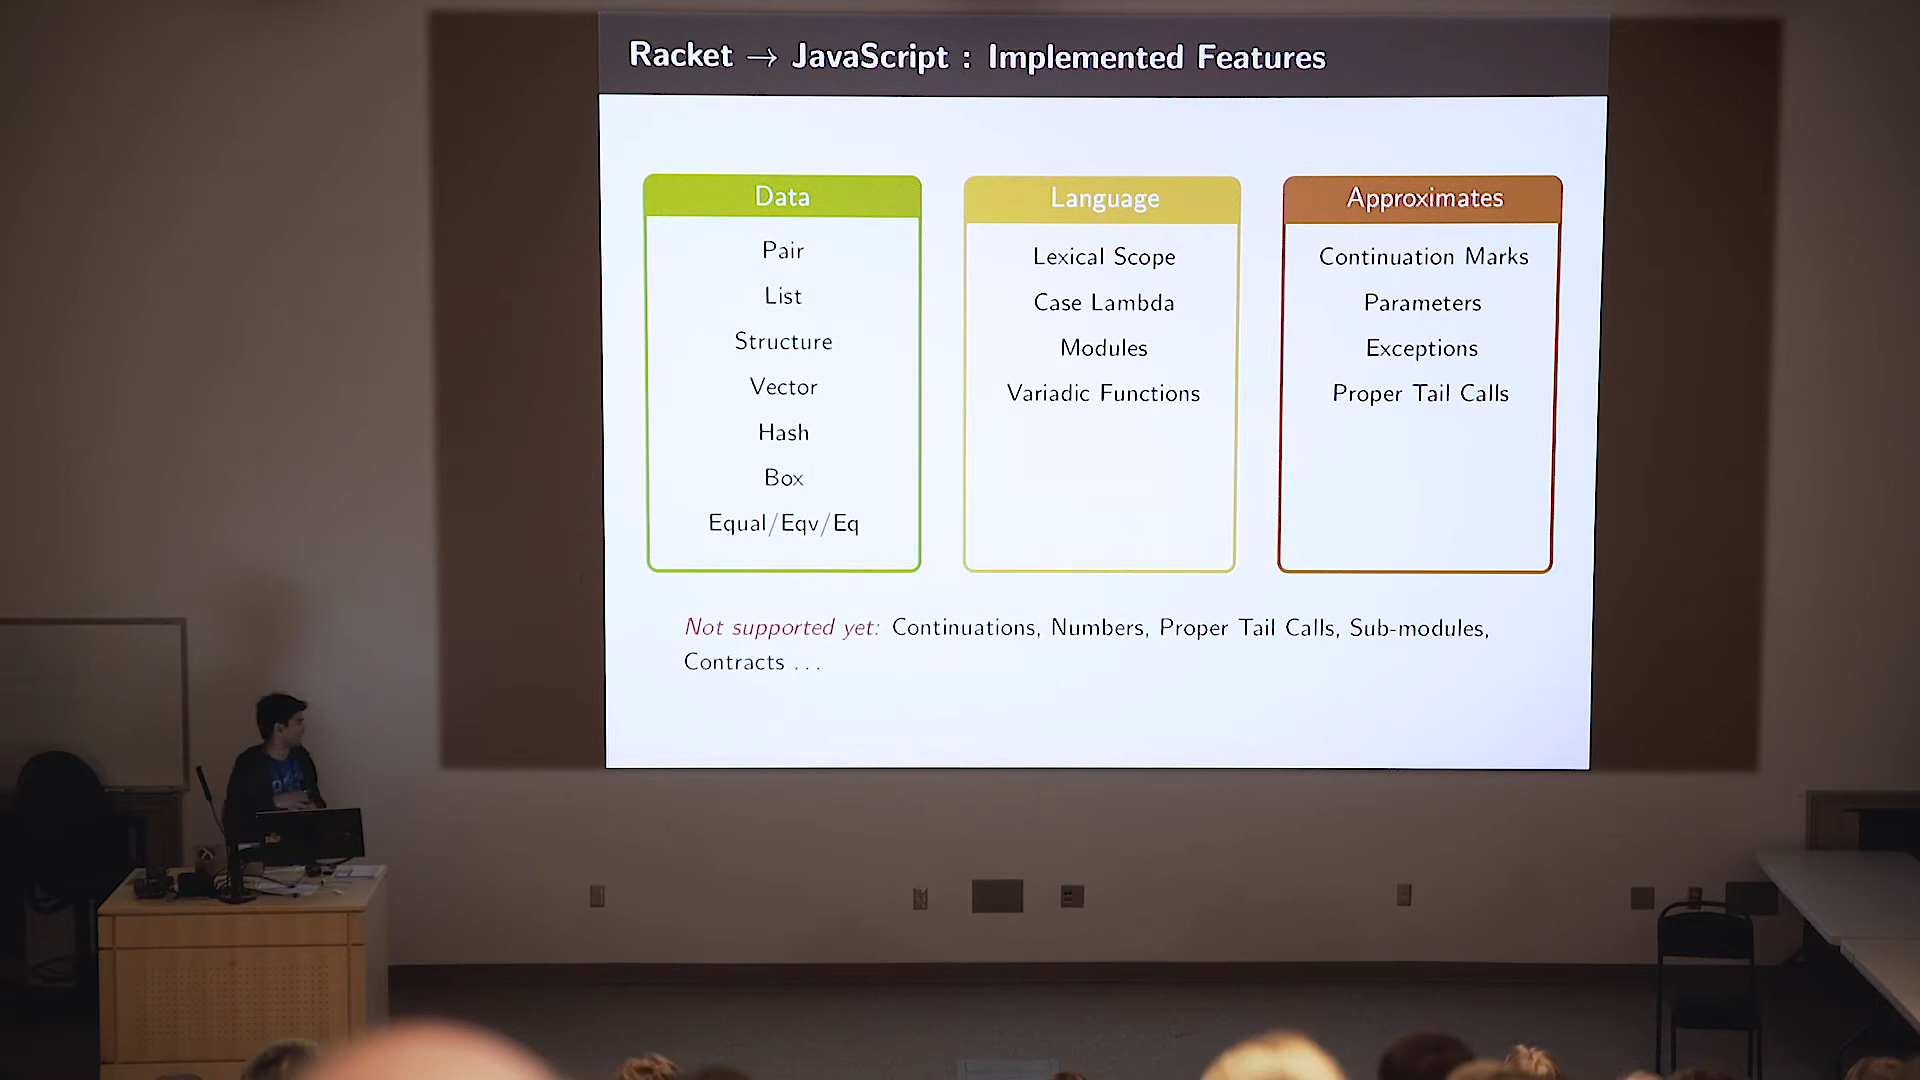 Racket → JavaScript : Implemented Features
Data
Pair
List
Structure
Vector
Hash
Box
Equal/Eqv/Eq
Language
Lexical Scope
Case Lambda
Modules
Variadic Functions
Approximates
Continuation Marks
Parameters
Exceptions
Proper Tail Calls
Not supported yet: Continuations, Numbers, Proper Tail Calls, Sub-modules,
Contracts ...